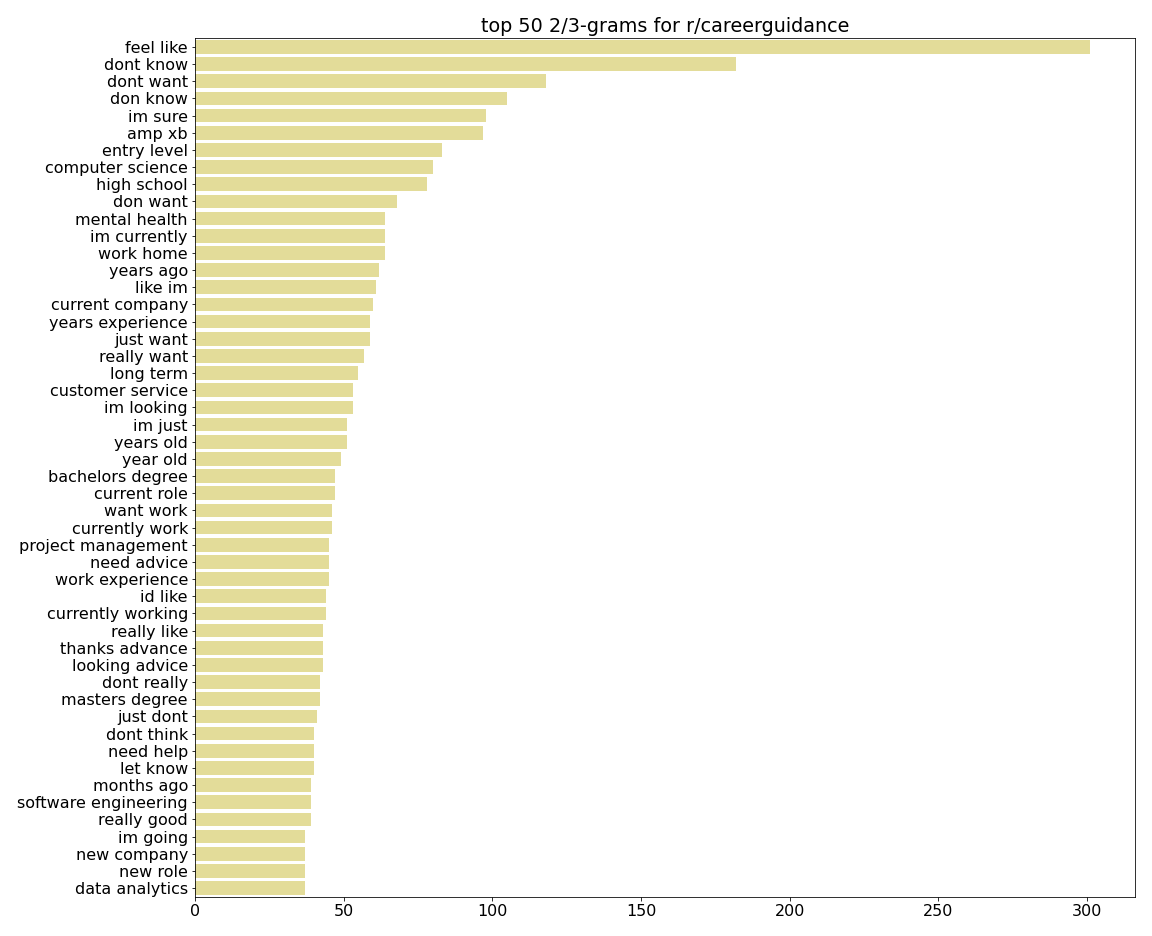 top 50 2/3-grams for r/careerguidance
feel like
dont know
dont want
don know
im sure
amp xb
entry level
computer science
high school
don want
mental health
im currently
work home
years ago
like im
current company
years experience
just want
really want
long term
customer service
im looking
im just
years old
year old
bachelors degree
current role
want work
currently work
project management
need advice
work experience
id like
currently working
really like
thanks advance
looking advice
dont really
masters degree
just dont
dont think
need help
let know
months ago
software engineering
really good
im going
new company
new role
data analytics
0 50 100 150 200 250 300